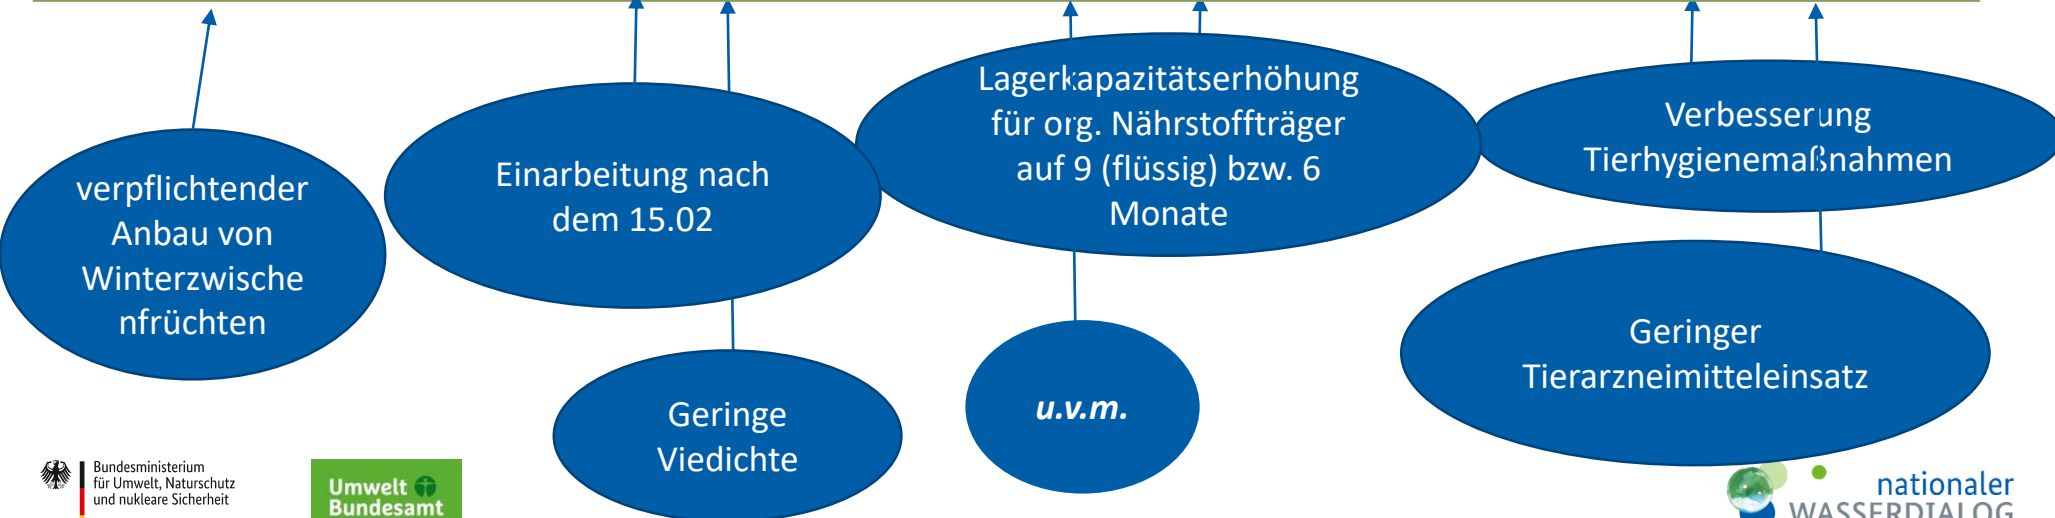 verpflichtender
Anbau von
Winterzwische
nfrüchten
Einarbeitung nach
dem 15.02
Geringe
Viedichte
Lagerkapazitätserhöhung
für org. Nährstoffträger
auf 9 (flüssig) bzw. 6
Monate
u.v.m.
Verbesserung
Tierhygienemaßnahmen
Geringer
Tierarzneimitteleinsatz
Bundesministerium
für Umwelt, Naturschutz
und nukleare Sicherheit
Umwelt
Bundesamt
nationaler
WASSERDIALOG